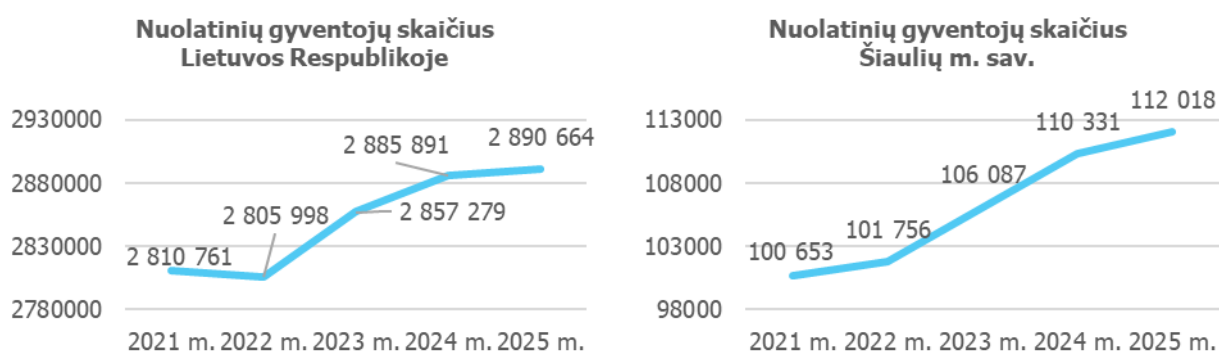 Nuolatinių gyventojų skaičius
Lietuvos Respublikoje
2930000
2880000
2830000
2780000
2 810 761
2 805 998
2 857 279
2 885 891
2 890 664
2021 m. 2022 m. 2023 m. 2024 m. 2025 m.
Nuolatinių gyventojų skaičius
Šiaulių m. sav.
113000
108000
103000
98000
100 653
101 756
106 087
110 331
112 018
2021 m. 2022 m. 2023 m. 2024 m. 2025 m.